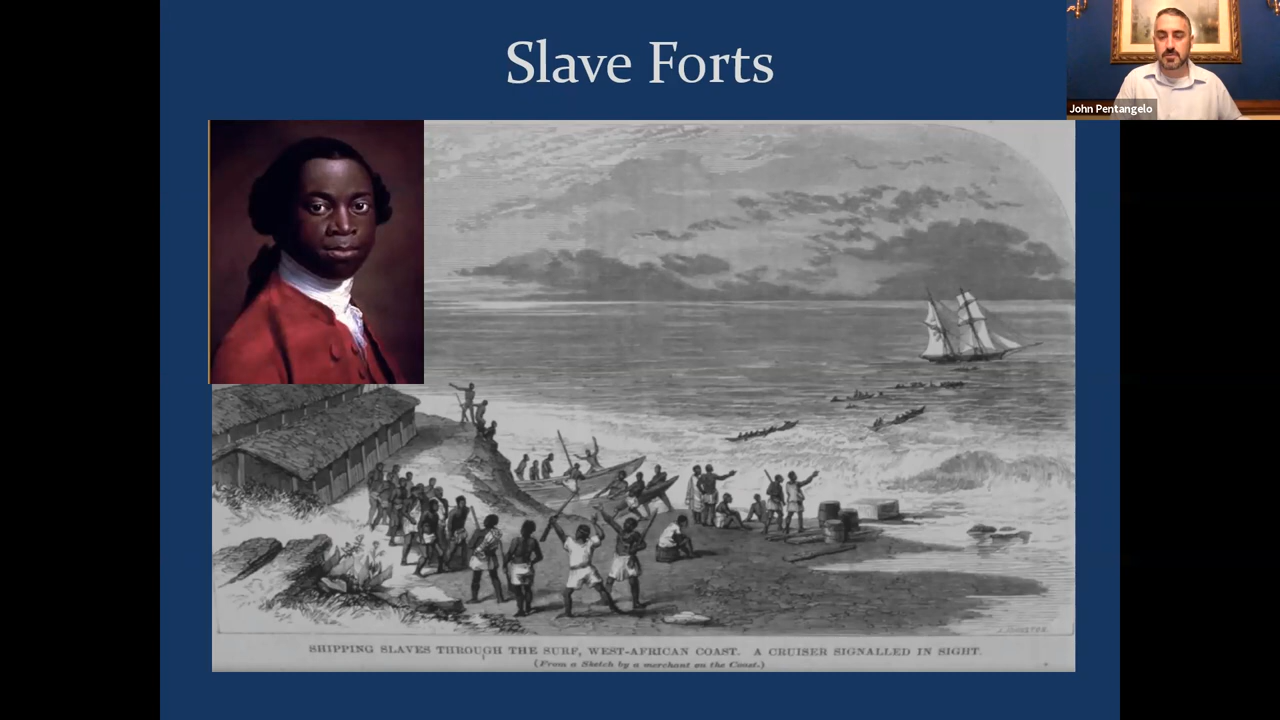 Slave Forts
John Pentangelo
SHIPPING SLAVES THROUGH THE SURF, WEST-AFRICAN COAST. A CRUISER SIGNALLED IN SIGHT.
(From a Sketch by a merchant on the Coast.)